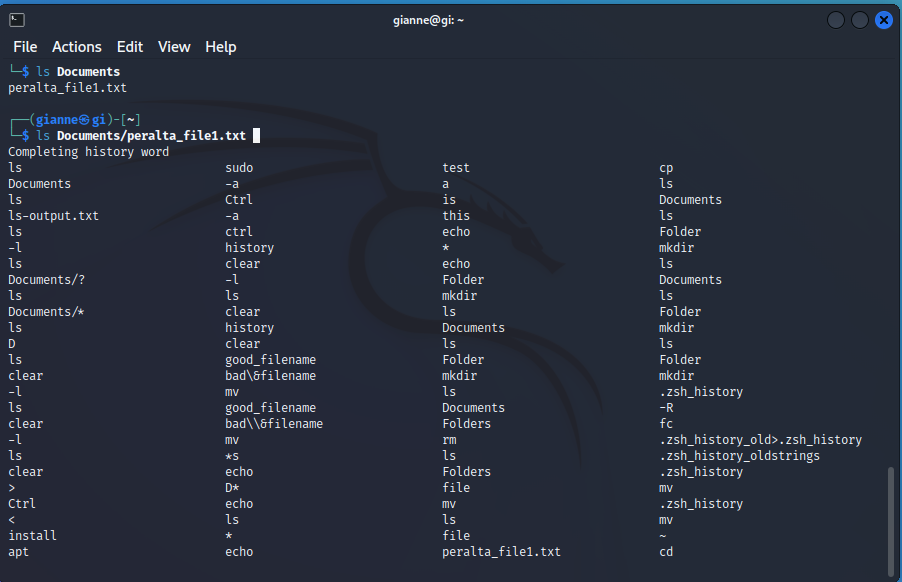 gianne@gi: ~
File Actions Edit View Help
└─$ ls Documents
peralta_file1.txt
┌──(gianne㉿gi)-[~]
└─$ ls Documents/peralta_file1.txt
Completing history word
ls sudo test cp
Documents -a a ls
ls Ctrl is Documents
ls-output.txt -a this ls
ls ctrl echo Folder
-l history * mkdir
ls clear echo ls
Documents/? -l Folder Documents
ls ls mkdir ls
Documents/* clear ls Folder
ls history Documents mkdir
D clear ls ls
ls good_filename Folder Folder
clear bad\&filename mkdir mkdir
-l mv ls .zsh_history
ls good_filename Documents -R
clear bad\\&filename Folders fc
-l mv rm .zsh_history_old>.zsh_history
ls *s ls .zsh_history_oldstrings
clear echo Folders .zsh_history
> D* file mv
Ctrl echo mv .zsh_history
< ls ls mv
install * file ~
apt echo peralta_file1.txt cd